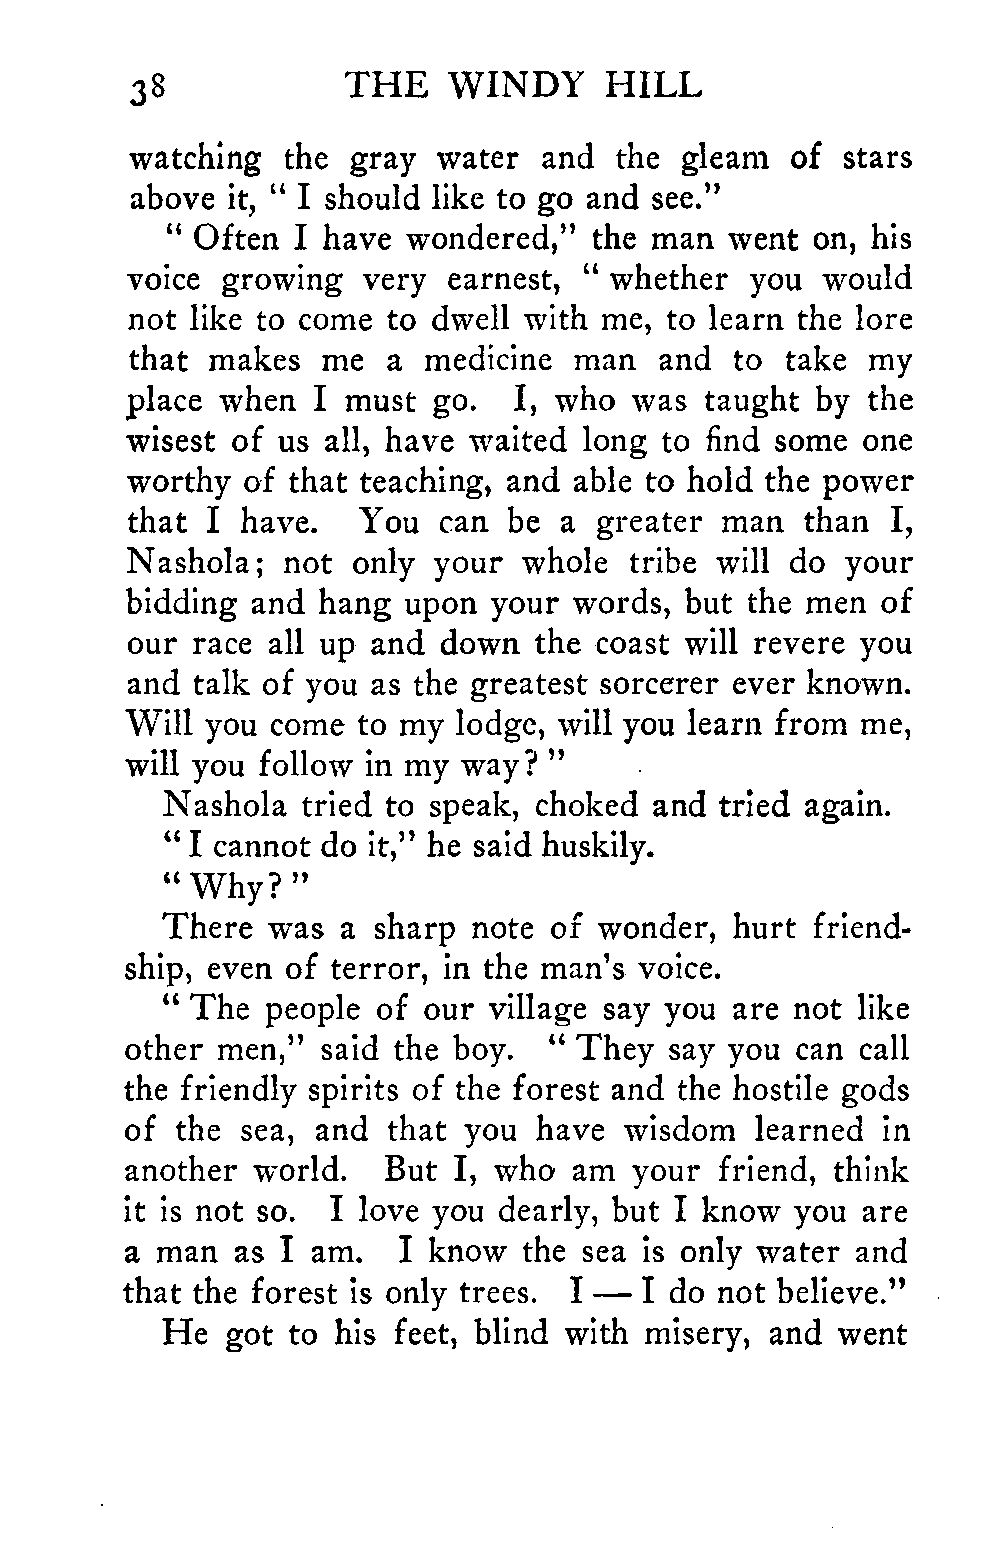 38 THE WINDY HILL
watching the gray water and the gleam of stars
above it, " I should like to go and see."
" Often I have wondered," the man went on, his
voice growing very earnest, " whether you would
not like to come to dwell with me, to learn the lore
that makes me a medicine man and to take my
place when I must go. I, who was taught by the
wisest of us all, have waited long to find some one
worthy of that teaching, and able to hold the power
that I have. You can be a greater man than I,
Nashola; not only your whole tribe will do your
bidding and hang upon your words, but the men of
our race all up and down the coast will revere you
and talk of you as the greatest sorcerer ever known.
Will you come to my lodge, will you learn from me,
will you follow in my way? "
Nashola tried to speak, choked and tried again.
" I cannot do it," he said huskily.
" Why? "
There was a sharp note of wonder, hurt friend-
ship, even of terror, in the man's voice.
" The people of our village say you are not like
other men," said the boy. " They say you can call
the friendly spirits of the forest and the hostile gods
of the sea, and that you have wisdom learned in
another world. But I, who am your friend, think
it is not so. I love you dearly, but I know you are
a man as I am. I know the sea is only water and
that the forest is only trees. I — I do not believe."
He got to his feet, blind with misery, and went